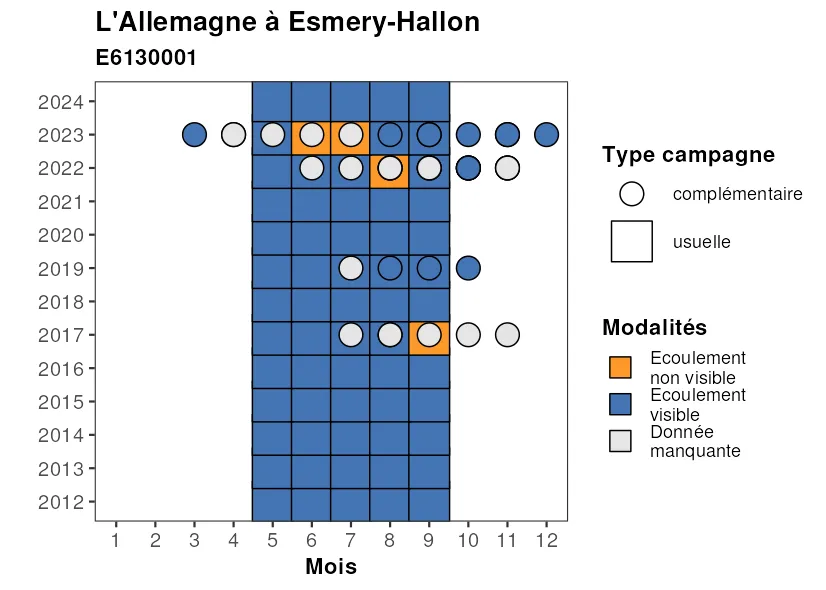 L'Allemagne à Esmery-Hallon
E6130001
2024
2023
2022
2021
2020
2019
2018
2017
2016
2015
2014
2013
2012
1 2 3 4 5 6 7 8 9 10 11 12
Mois
Type campagne
complémentaire
usuelle
Modalités
Ecoulement
non visible
Ecoulement
visible
Donnée
manquante